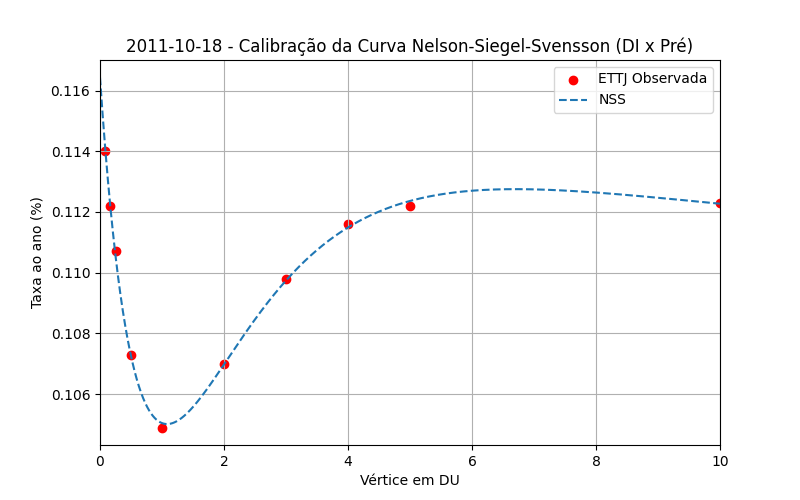 2011-10-18 - Calibração da Curva Nelson-Siegel-Svensson (DI x Pré)
ETTJ Observada
NSS
Taxa ao ano (%)
0.116
0.114
0.112
0.110
0.108
0.106
0 2 4 6 8 10
Vértice em DU